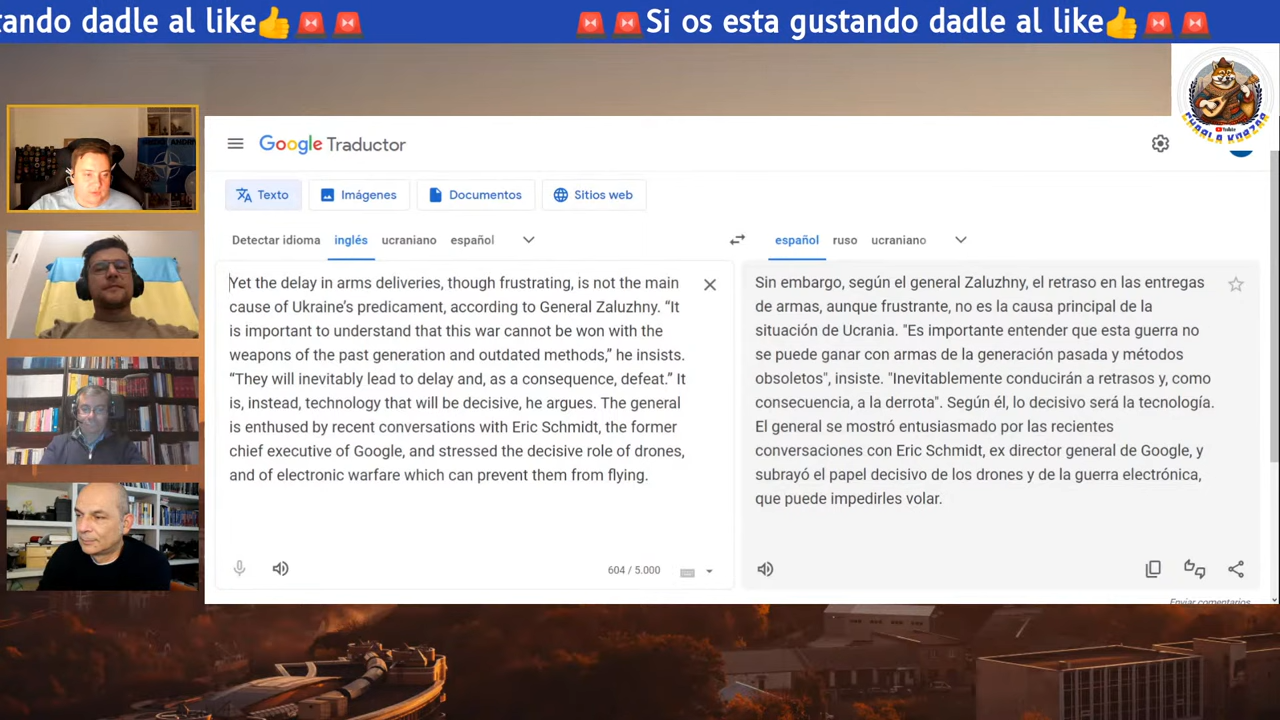 tando dadle al like👍🚨🚨 🚨🚨Si os esta gustando dadle al like👍🚨🚨
CHARLA KOBZAR
YouTube
Google Traductor
Texto Imágenes Documentos Sitios web
Detectar idioma inglés ucraniano español
español ruso ucraniano
Yet the delay in arms deliveries, though frustrating, is not the main
cause of Ukraine’s predicament, according to General Zaluzhny. “It
is important to understand that this war cannot be won with the
weapons of the past generation and outdated methods,” he insists.
“They will inevitably lead to delay and, as a consequence, defeat.” It
is, instead, technology that will be decisive, he argues. The general
is enthused by recent conversations with Eric Schmidt, the former
chief executive of Google, and stressed the decisive role of drones,
and of electronic warfare which can prevent them from flying.
604 / 5.000
Sin embargo, según el general Zaluzhny, el retraso en las entregas
de armas, aunque frustrante, no es la causa principal de la
situación de Ucrania. "Es importante entender que esta guerra no
se puede ganar con armas de la generación pasada y métodos
obsoletos", insiste. "Inevitablemente conducirán a retrasos y, como
consecuencia, a la derrota". Según él, lo decisivo será la tecnología.
El general se mostró entusiasmado por las recientes
conversaciones con Eric Schmidt, ex director general de Google, y
subrayó el papel decisivo de los drones y de la guerra electrónica,
que puede impedirles volar.
Enviar comentarios